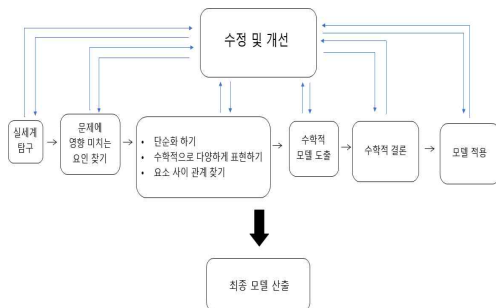 수정 및 개선
실세계
탐구
문제에
영향 미치는
요인 찾기
• 단순화 하기
• 수학적으로 다양하게 표현하기
• 요소 사이 관계 찾기
수학적
모델 도출
수학적 결론
모델 적용
최종 모델 산출